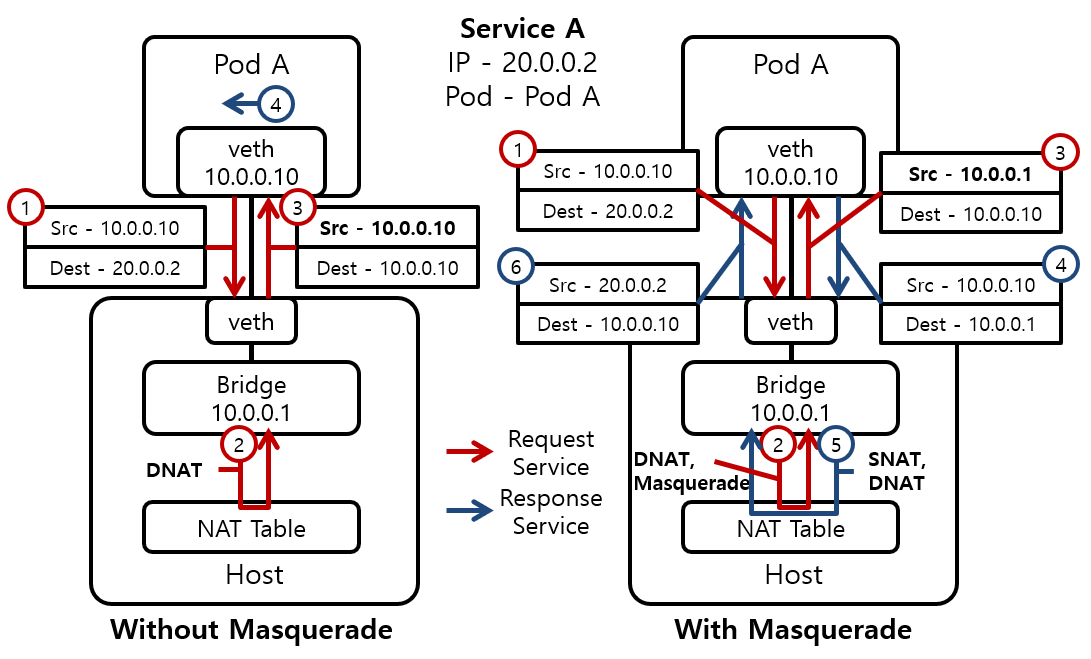 Service A
IP - 20.0.0.2
Pod - Pod A
Pod A
4
veth
10.0.0.10
1
Src - 10.0.0.10
Dest - 20.0.0.2
3
Src - 10.0.0.10
Dest - 10.0.0.10
veth
Bridge
10.0.0.1
2
DNAT
NAT Table
Host
Without Masquerade
Request
Service
Response
Service
Pod A
veth
10.0.0.10
1
Src - 10.0.0.10
Dest - 20.0.0.2
3
Src - 10.0.0.1
Dest - 10.0.0.10
6
Src - 20.0.0.2
Dest - 10.0.0.10
4
Src - 10.0.0.10
Dest - 10.0.0.1
veth
Bridge
10.0.0.1
2
5
DNAT,
Masquerade
SNAT,
DNAT
NAT Table
Host
With Masquerade